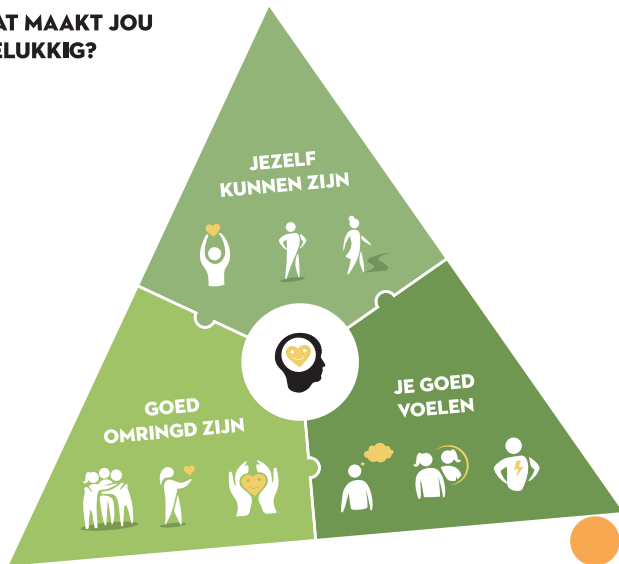 AT MAAKT JOU
ELUKKIG?
JEZELF
KUNNEN ZIJN
GOED
OMRINGD ZIJN
JE GOED
VOELEN